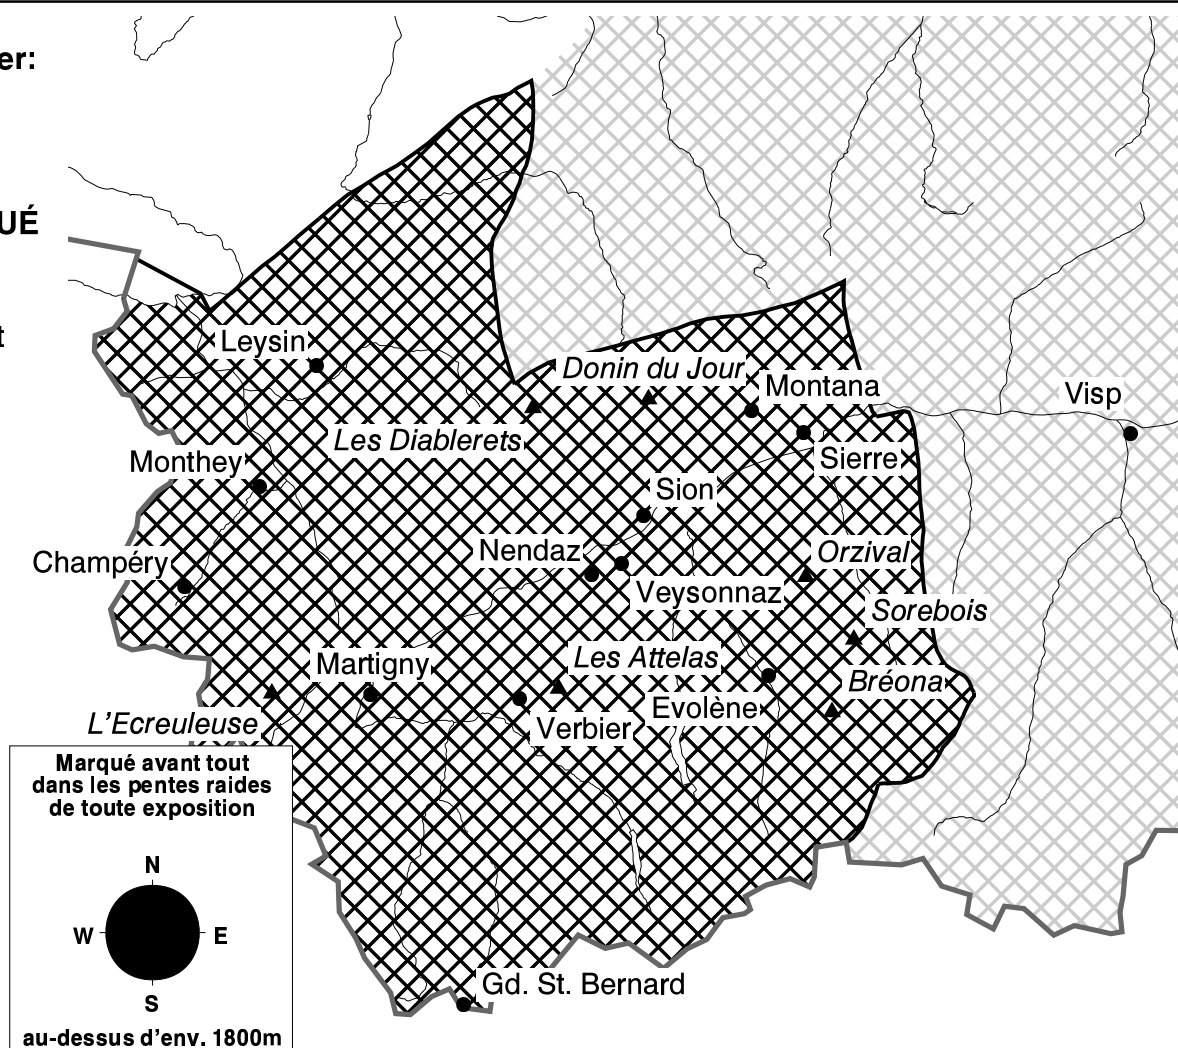 er:
UÉ
t
Leysin
Donin du Jour
Montana
Visp
Les Diablerets
Monthey
Sierre
Sion
Nendaz
Orzival
Champéry
Veysonnaz
Sorebois
Martigny
Les Attelas
Bréona
L'Ecreuleuse
Verbier
Evolène
Marqué avant tout
dans les pentes raides
de toute exposition
N
W E
S
au-dessus d'env. 1800m
Gd. St. Bernard